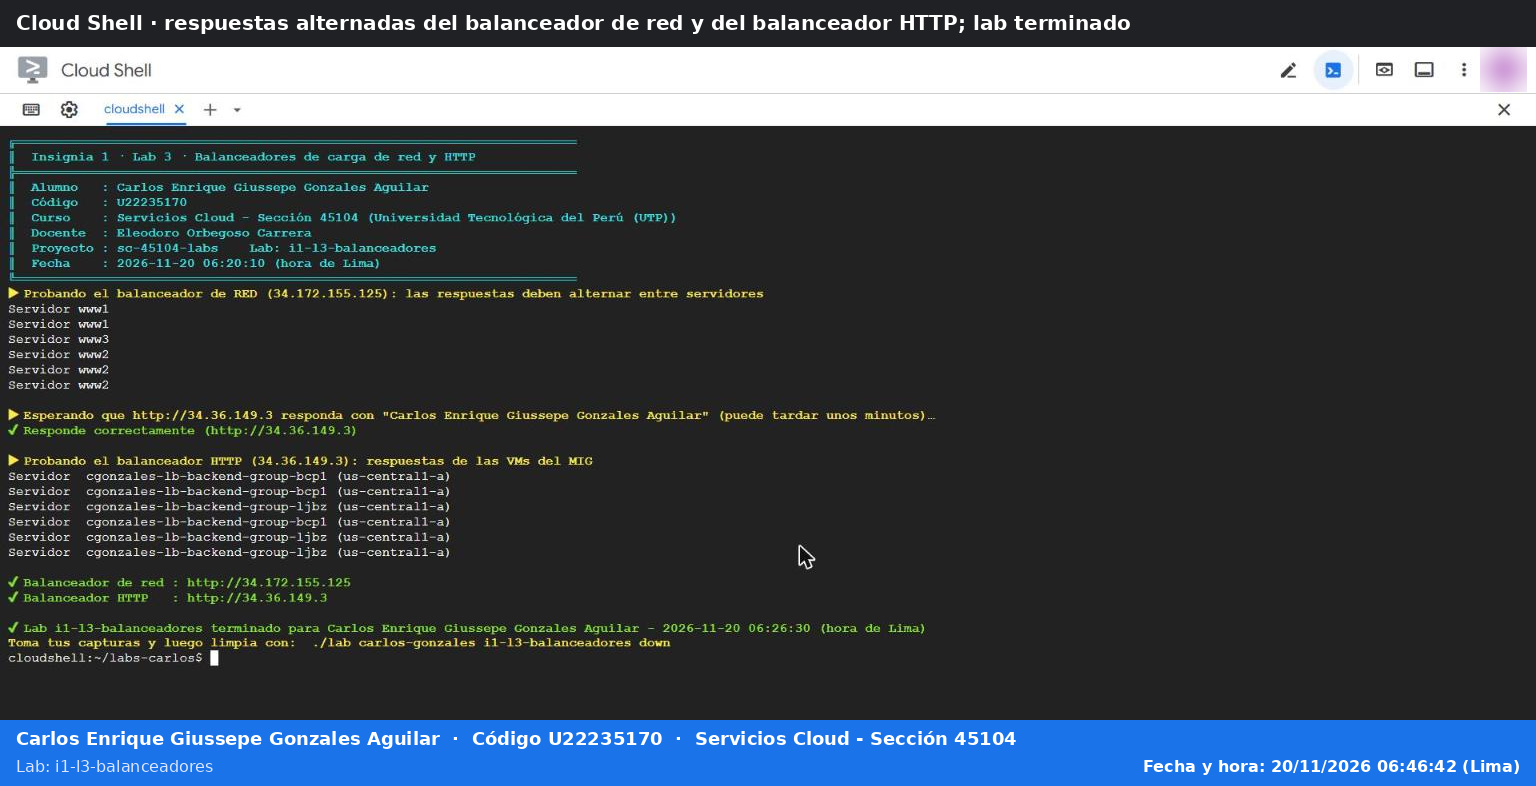 Cloud Shell · respuestas alternadas del balanceador de red y del balanceador HTTP; lab terminado
Cloud Shell
cloudshell
Insignia 1 · Lab 3 · Balanceadores de carga de red y HTTP
Alumno : Carlos Enrique Giussepe Gonzales Aguilar
Código : U22235170
Curso : Servicios Cloud - Sección 45104 (Universidad Tecnológica del Perú (UTP))
Docente : Eleodoro Orbegoso Carrera
Proyecto : sc-45104-labs Lab: i1-l3-balanceadores
Fecha : 2026-11-20 06:20:10 (hora de Lima)
▶ Probando el balanceador de RED (34.172.155.125): las respuestas deben alternar entre servidores
Servidor www1
Servidor www1
Servidor www3
Servidor www2
Servidor www2
Servidor www2
▶ Esperando que http://34.36.149.3 responda con "Carlos Enrique Giussepe Gonzales Aguilar" (puede tardar unos minutos)…
✔ Responde correctamente (http://34.36.149.3)
▶ Probando el balanceador HTTP (34.36.149.3): respuestas de las VMs del MIG
Servidor cgonzales-lb-backend-group-bcp1 (us-central1-a)
Servidor cgonzales-lb-backend-group-bcp1 (us-central1-a)
Servidor cgonzales-lb-backend-group-ljbz (us-central1-a)
Servidor cgonzales-lb-backend-group-bcp1 (us-central1-a)
Servidor cgonzales-lb-backend-group-ljbz (us-central1-a)
Servidor cgonzales-lb-backend-group-ljbz (us-central1-a)
✔ Balanceador de red : http://34.172.155.125
✔ Balanceador HTTP : http://34.36.149.3
✔ Lab i1-l3-balanceadores terminado para Carlos Enrique Giussepe Gonzales Aguilar - 2026-11-20 06:26:30 (hora de Lima)
Toma tus capturas y luego limpia con: ./lab carlos-gonzales i1-l3-balanceadores down
cloudshell:~/labs-carlos$
Carlos Enrique Giussepe Gonzales Aguilar · Código U22235170 · Servicios Cloud - Sección 45104
Lab: i1-l3-balanceadores
Fecha y hora: 20/11/2026 06:46:42 (Lima)